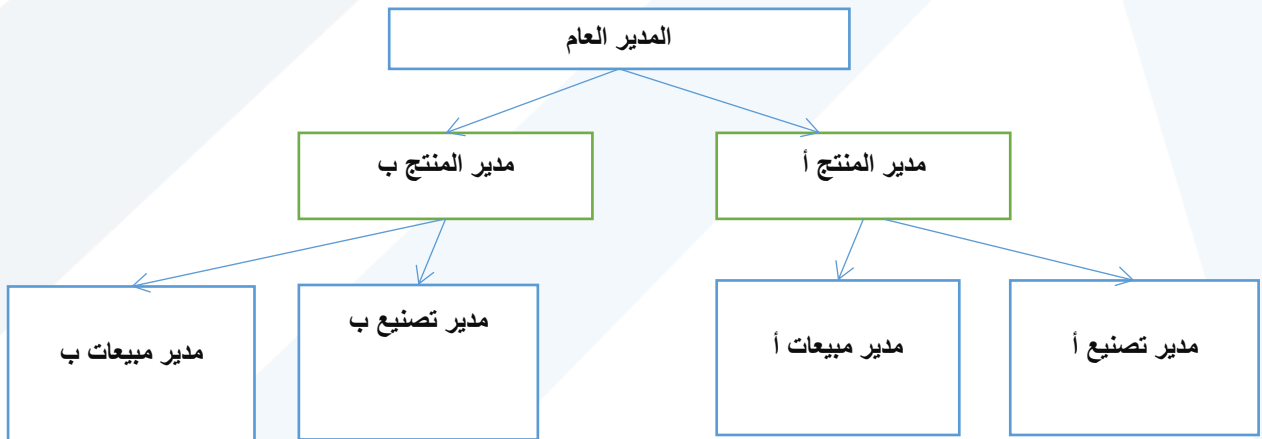 المدير العام
مدير المنتج أ
مدير المنتج ب
مدير تصنيع أ
مدير مبيعات أ
مدير تصنيع ب
مدير مبيعات ب